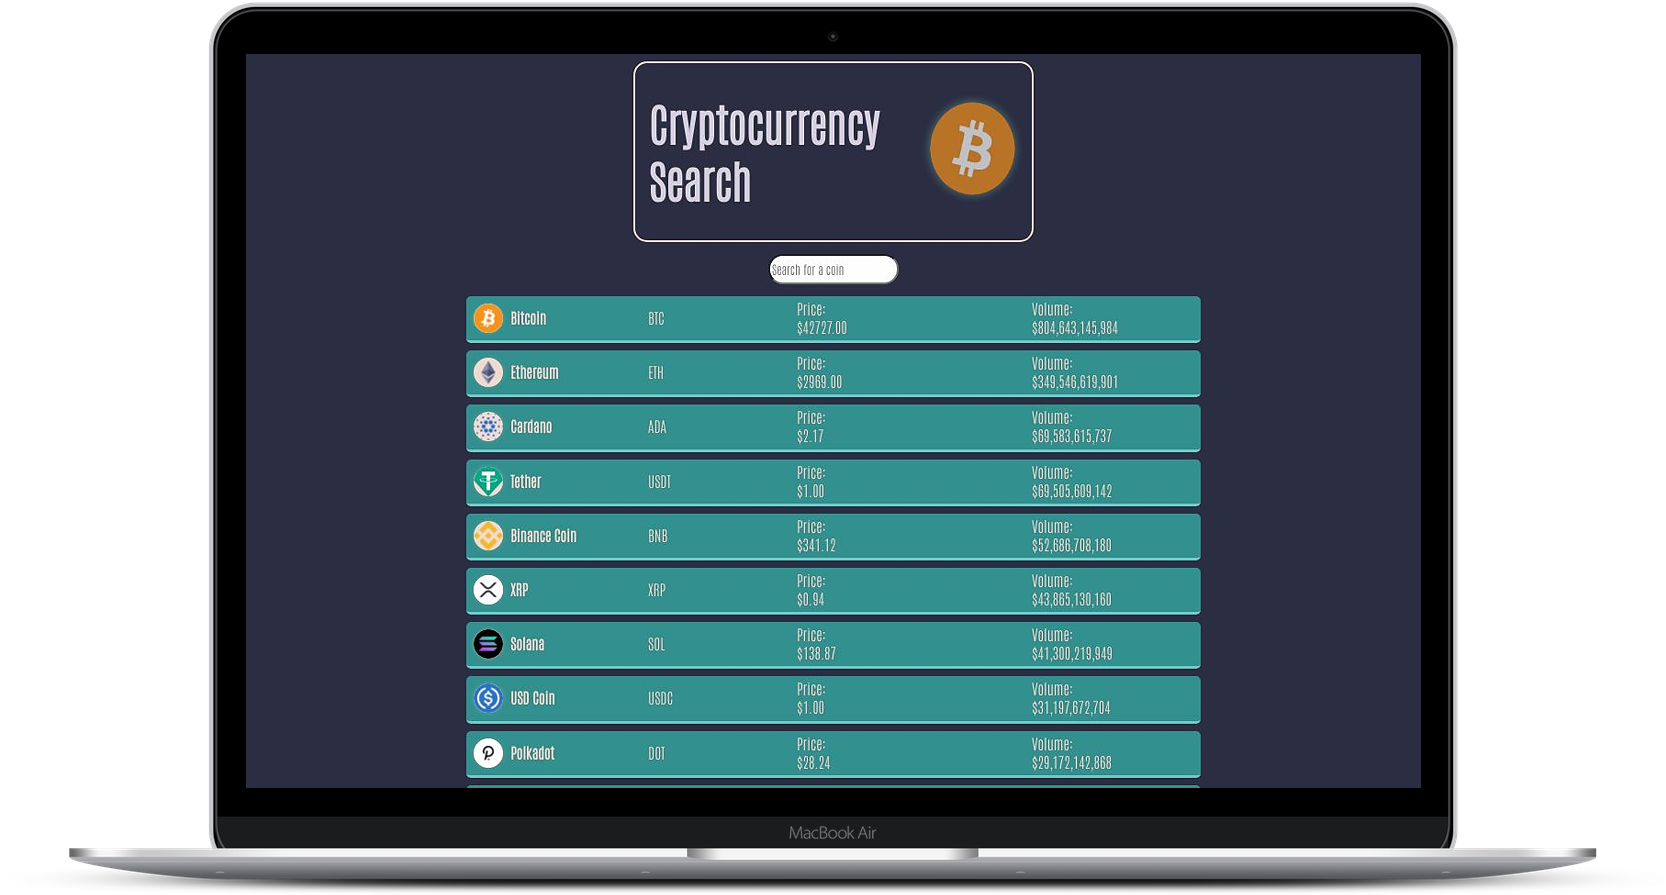 Cryptocurrency
Search
Search for a coin
Bitcoin BTC Price: Volume:
$42727.00 $804,643,145,984
Ethereum ETH Price: Volume:
$2969.00 $349,546,619,901
Cardano ADA Price: Volume:
$2.17 $69,583,615,737
Tether USDT Price: Volume:
$1.00 $69,505,609,142
Binance Coin BNB Price: Volume:
$341.12 $52,686,708,180
XRP XRP Price: Volume:
$0.94 $43,865,130,160
Solana SOL Price: Volume:
$138.87 $41,300,219,949
USD Coin USDC Price: Volume:
$1.00 $31,197,672,704
Polkadot DOT Price: Volume:
$28.24 $29,172,142,868
MacBook Air